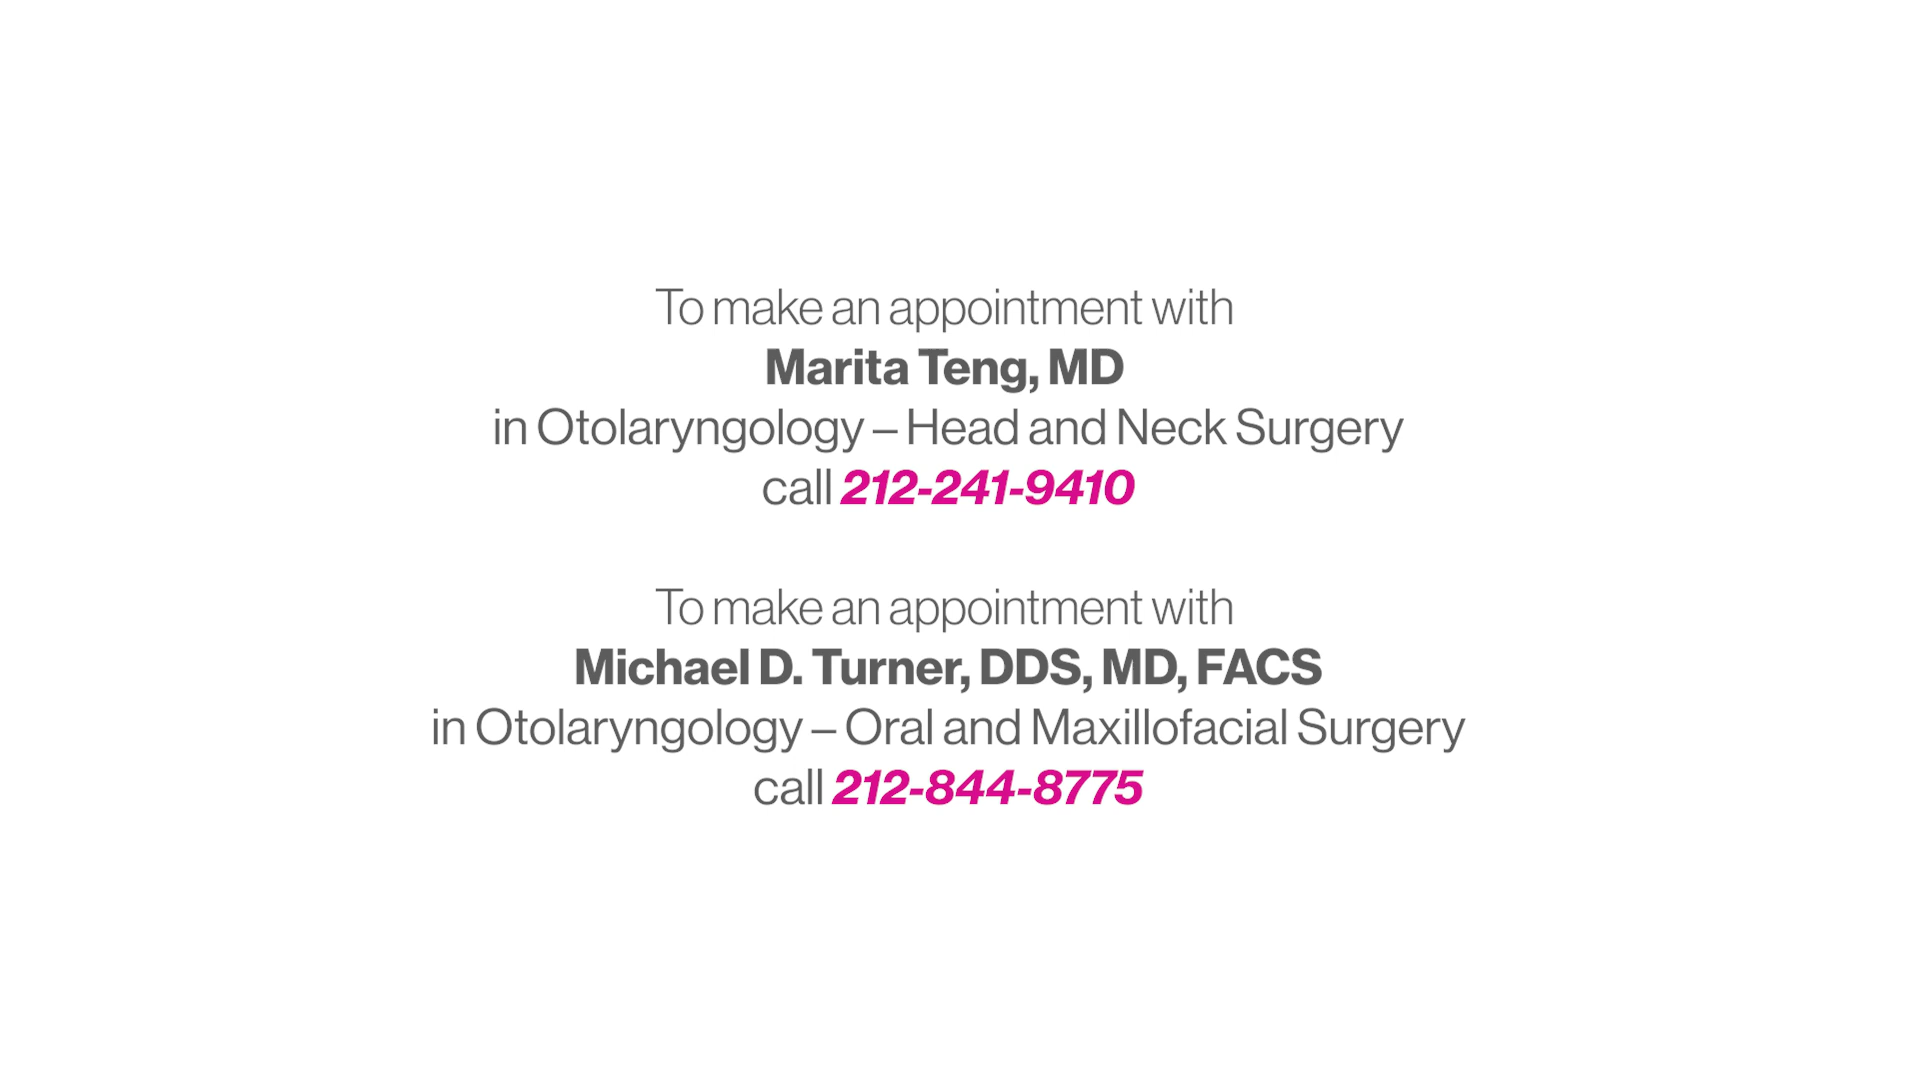 To make an appointment with
Marita Teng, MD
in Otolaryngology – Head and Neck Surgery
call 212-241-9410
To make an appointment with
Michael D. Turner, DDS, MD, FACS
in Otolaryngology – Oral and Maxillofacial Surgery
call 212-844-8775